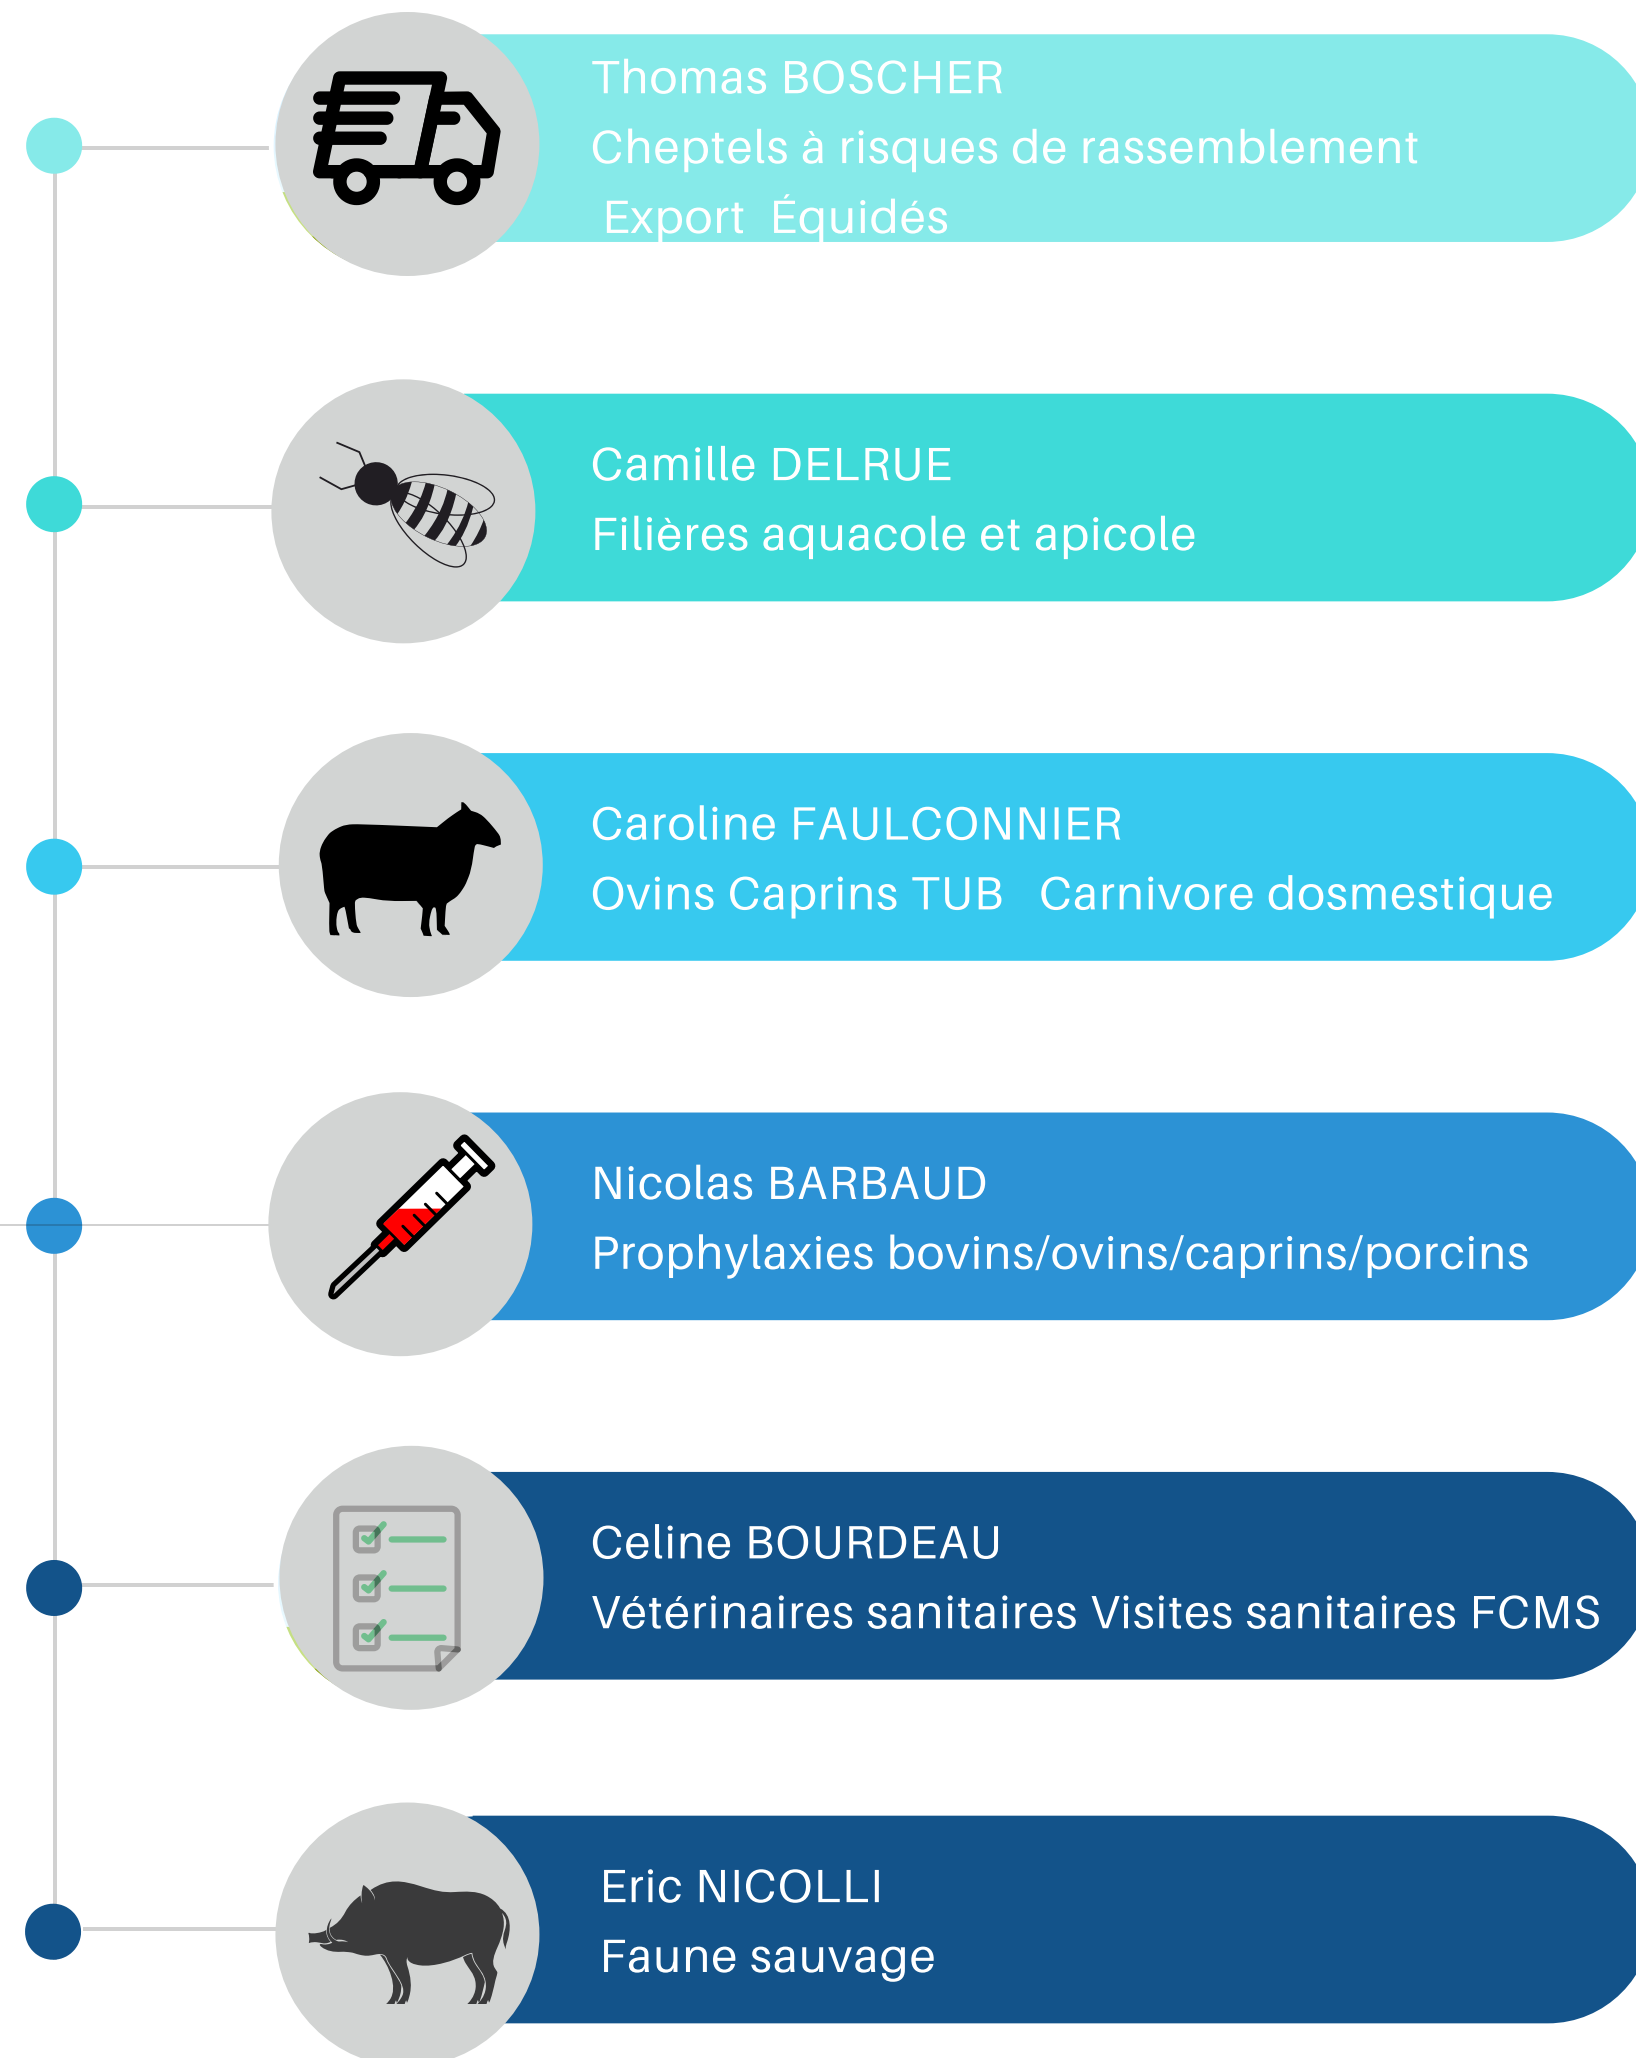 Thomas BOSCHER
Cheptels à risques de rassemblement
Export Équidés
Camille DELRUE
Filières aquacole et apicole
Caroline FAULCONNIER
Ovins Caprins TUB Carnivore dosmestique
Nicolas BARBAUD
Prophylaxies bovins/ovins/caprins/porcins
Celine BOURDEAU
Vétérinaires sanitaires Visites sanitaires FCMS
Eric NICOLLI
Faune sauvage